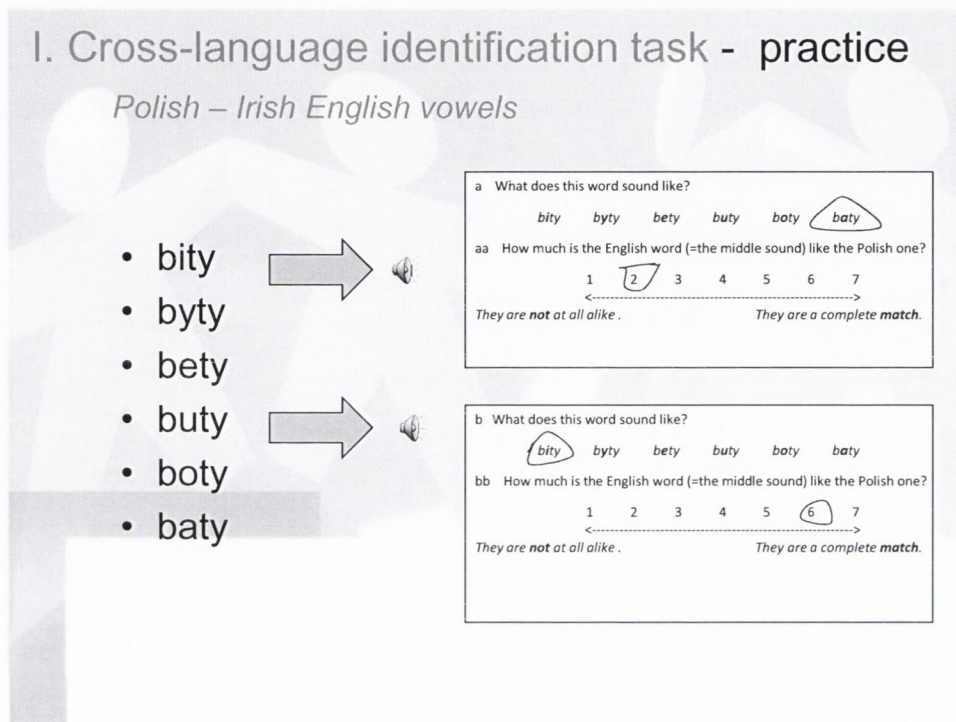 I. Cross-language identification task - practice
Polish – Irish English vowels
• bity
• byty
• bety
• buty
• boty
• baty
a What does this word sound like?
bity byty bety buty boty baty
aa How much is the English word (=the middle sound) like the Polish one?
1 2 3 4 5 6 7
<------------------------------------------------------------>
They are not at all alike . They are a complete match.
b What does this word sound like?
bity byty bety buty boty baty
bb How much is the English word (=the middle sound) like the Polish one?
1 2 3 4 5 6 7
<------------------------------------------------------------>
They are not at all alike . They are a complete match.